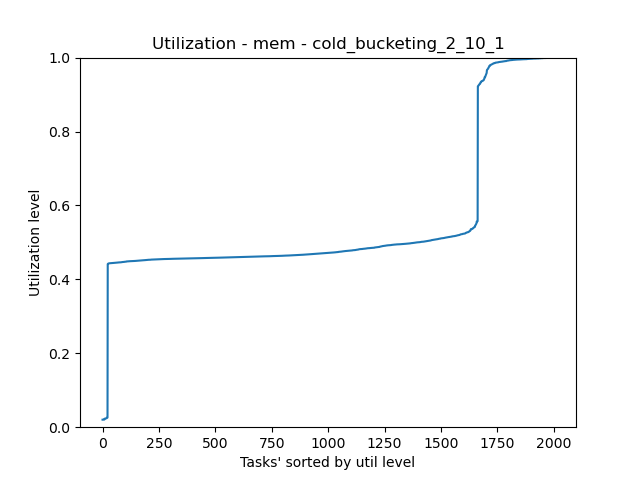 Utilization - mem - cold_bucketing_2_10_1
1.0
0.8
0.6
0.4
0.2
0.0
Utilization level
0 250 500 750 1000 1250 1500 1750 2000
Tasks' sorted by util level